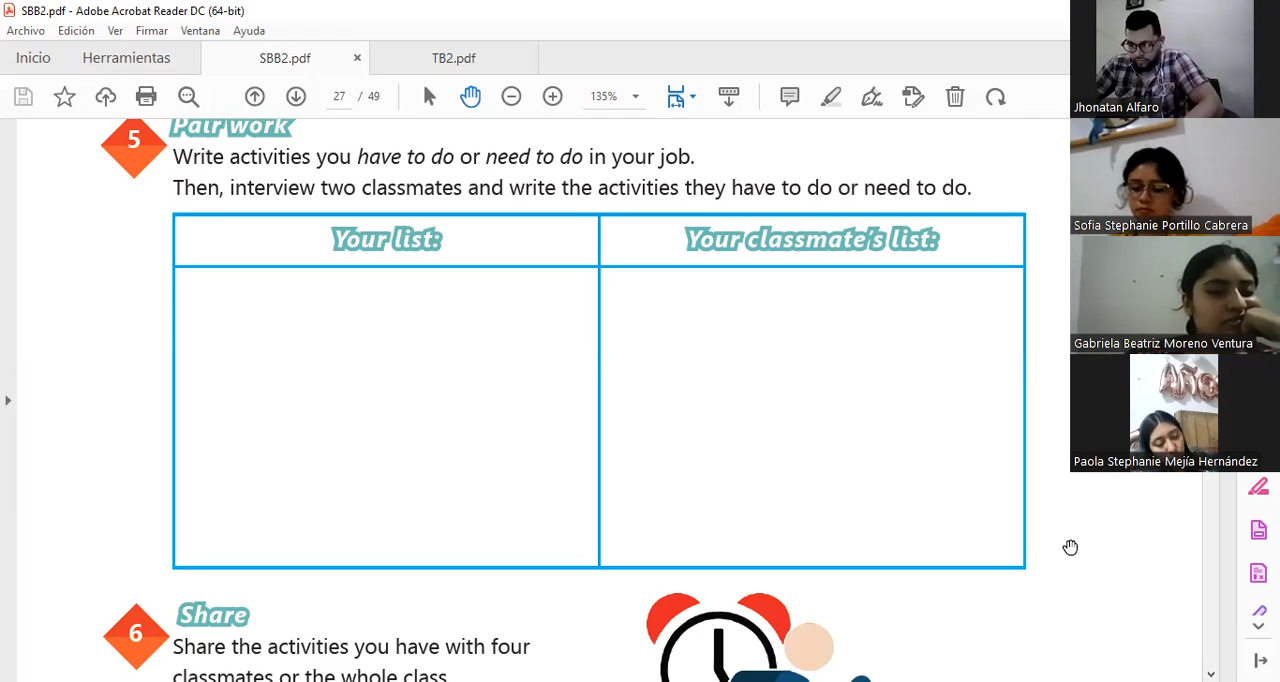 SBB2.pdf - Adobe Acrobat Reader DC (64-bit)
Archivo Edición Ver Firmar Ventana Ayuda
Inicio Herramientas SBB2.pdf × TB2.pdf
27 / 49 135%
5 Pair work
Write activities you have to do or need to do in your job.
Then, interview two classmates and write the activities they have to do or need to do.
Your list: Your classmate's list:
6 Share
Share the activities you have with four
classmates or the whole class
Jhonatan Alfaro
Sofia Stephanie Portillo Cabrera
Gabriela Beatriz Moreno Ventura
Año
Paola Stephanie Mejía Hernández